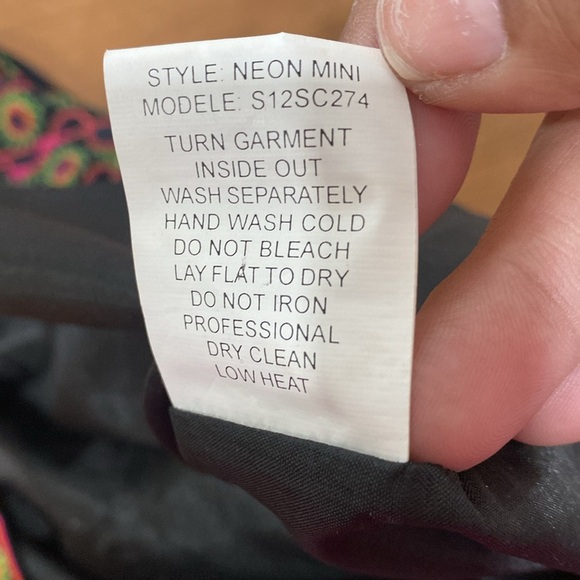 STYLE: NEON MINI
MODELE: S12SC274
TURN GARMENT
INSIDE OUT
WASH SEPARATELY
HAND WASH COLD
DO NOT BLEACH
LAY FLAT TO DRY
DO NOT IRON
PROFESSIONAL
DRY CLEAN
LOW HEAT